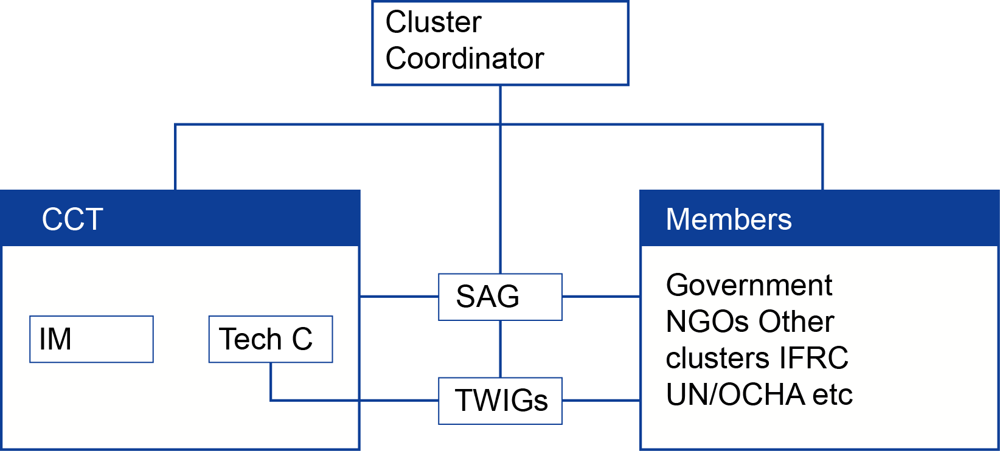 Cluster
Coordinator
CCT
IM
Tech C
SAG
TWIGs
Members
Government
NGOs Other
clusters IFRC
UN/OCHA etc